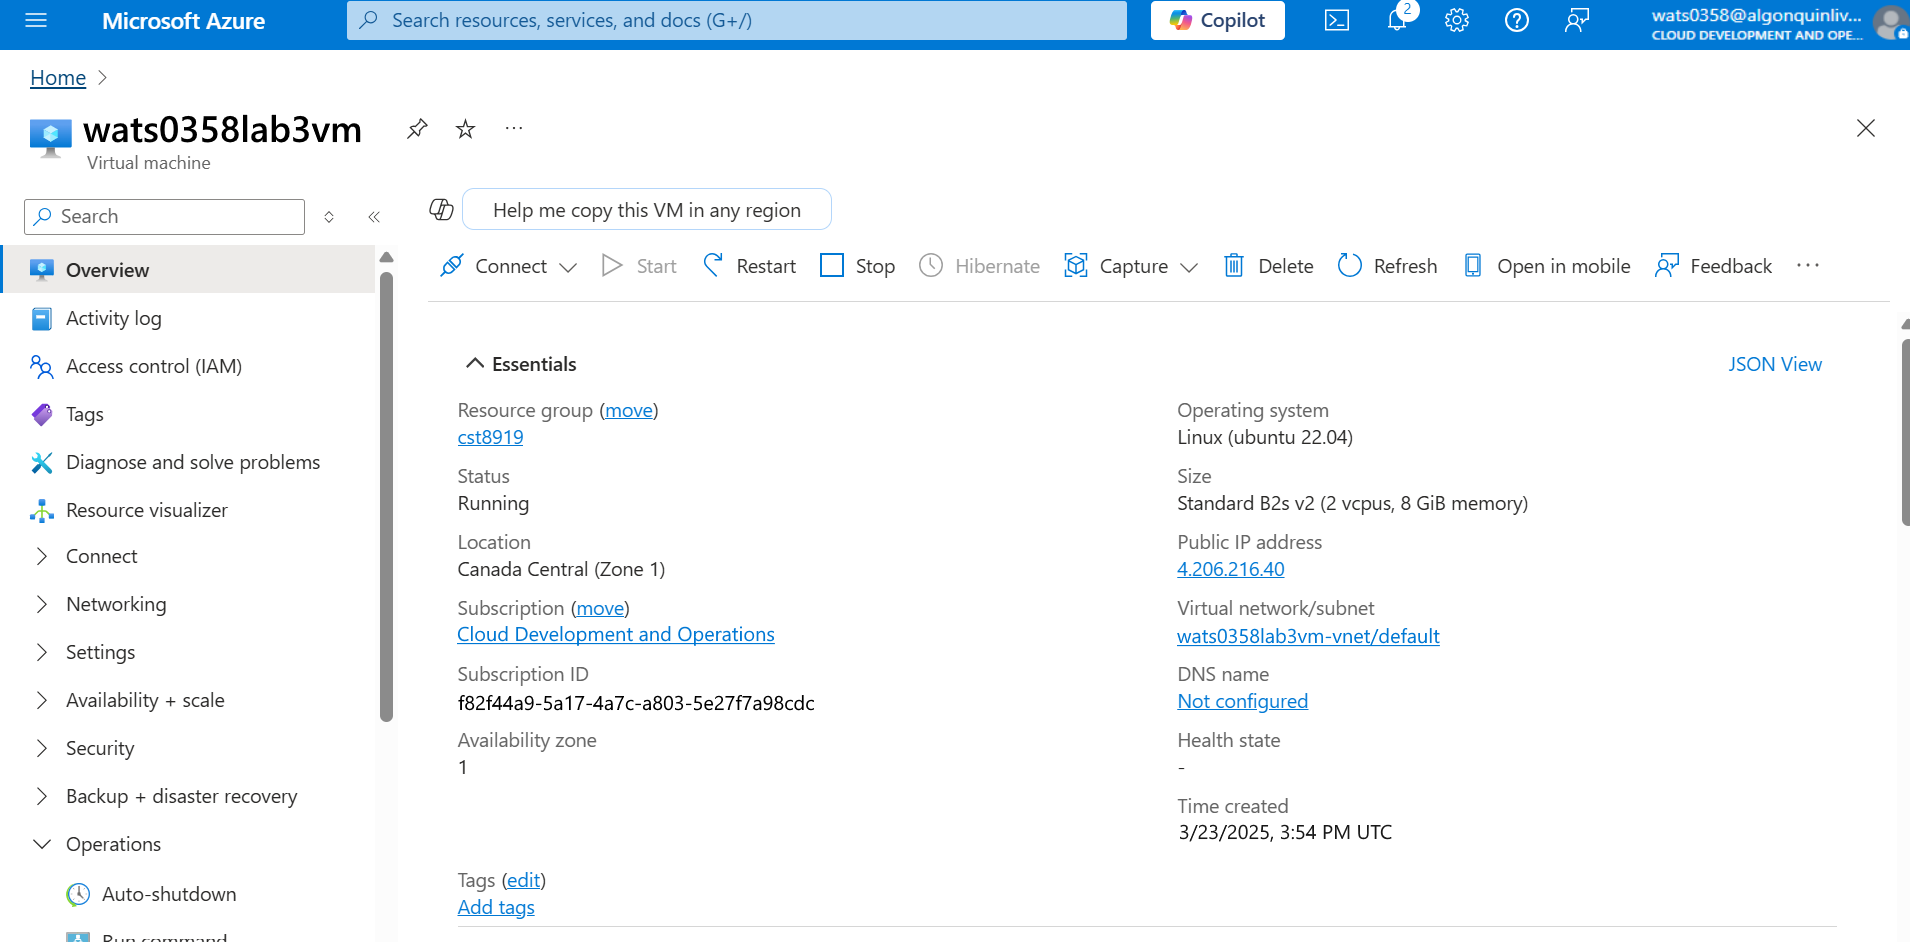 Microsoft Azure
Search resources, services, and docs (G+/)
Copilot
2
wats0358@algonquinliv...
CLOUD DEVELOPMENT AND OPE...
Home
wats0358lab3vm
Virtual machine
Search
Help me copy this VM in any region
Connect
Start
Restart
Stop
Hibernate
Capture
Delete
Refresh
Open in mobile
Feedback
Overview
Activity log
Access control (IAM)
Tags
Diagnose and solve problems
Resource visualizer
Connect
Networking
Settings
Availability + scale
Security
Backup + disaster recovery
Operations
Auto-shutdown
Run command
Essentials
JSON View
Resource group (move)
cst8919
Status
Running
Location
Canada Central (Zone 1)
Subscription (move)
Cloud Development and Operations
Subscription ID
f82f44a9-5a17-4a7c-a803-5e27f7a98cdc
Availability zone
1
Operating system
Linux (ubuntu 22.04)
Size
Standard B2s v2 (2 vcpus, 8 GiB memory)
Public IP address
4.206.216.40
Virtual network/subnet
wats0358lab3vm-vnet/default
DNS name
Not configured
Health state
-
Time created
3/23/2025, 3:54 PM UTC
Tags (edit)
Add tags